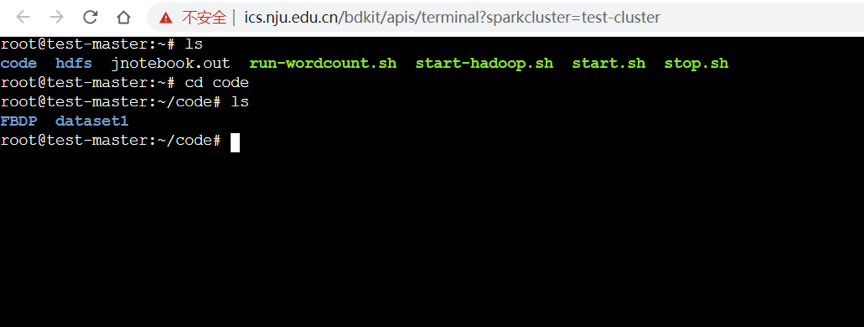 不安全 | ics.nju.edu.cn/bdkit/apis/terminal?sparkcluster=test-cluster
root@test-master:~# ls
code hdfs jnotebook.out run-wordcount.sh start-hadoop.sh start.sh stop.sh
root@test-master:~# cd code
root@test-master:~/code# ls
FBDP dataset1
root@test-master:~/code#